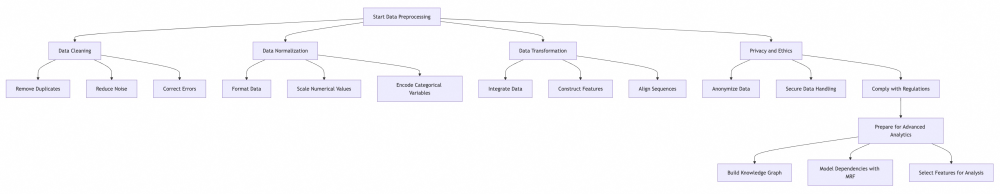 Start Data Preprocessing
Data Cleaning
Data Normalization
Data Transformation
Privacy and Ethics
Remove Duplicates
Reduce Noise
Correct Errors
Format Data
Scale Numerical Values
Encode Categorical
Variables
Integrate Data
Construct Features
Align Sequences
Anonymize Data
Secure Data Handling
Comply with Regulations
Prepare for Advanced
Analytics
Build Knowledge Graph
Model Dependencies with
MRF
Select Features for Analysis